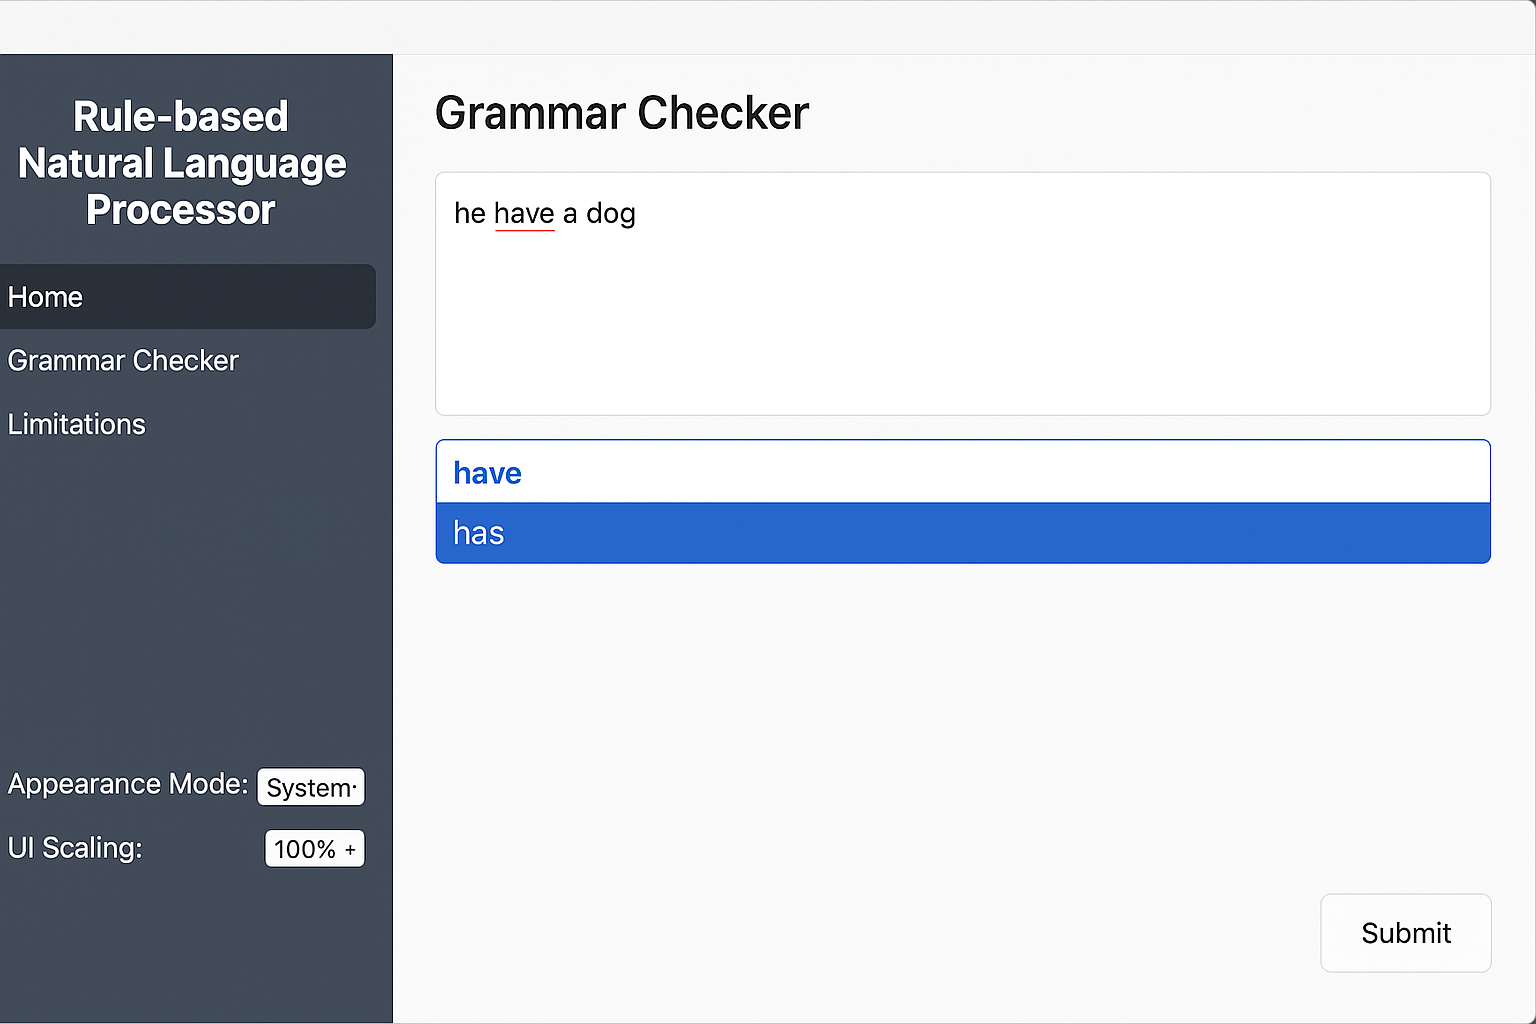 Rule-based
Natural Language
Processor
Home
Grammar Checker
Limitations
Appearance Mode: System·
UI Scaling: 100% +
Grammar Checker
he have a dog
have
has
Submit